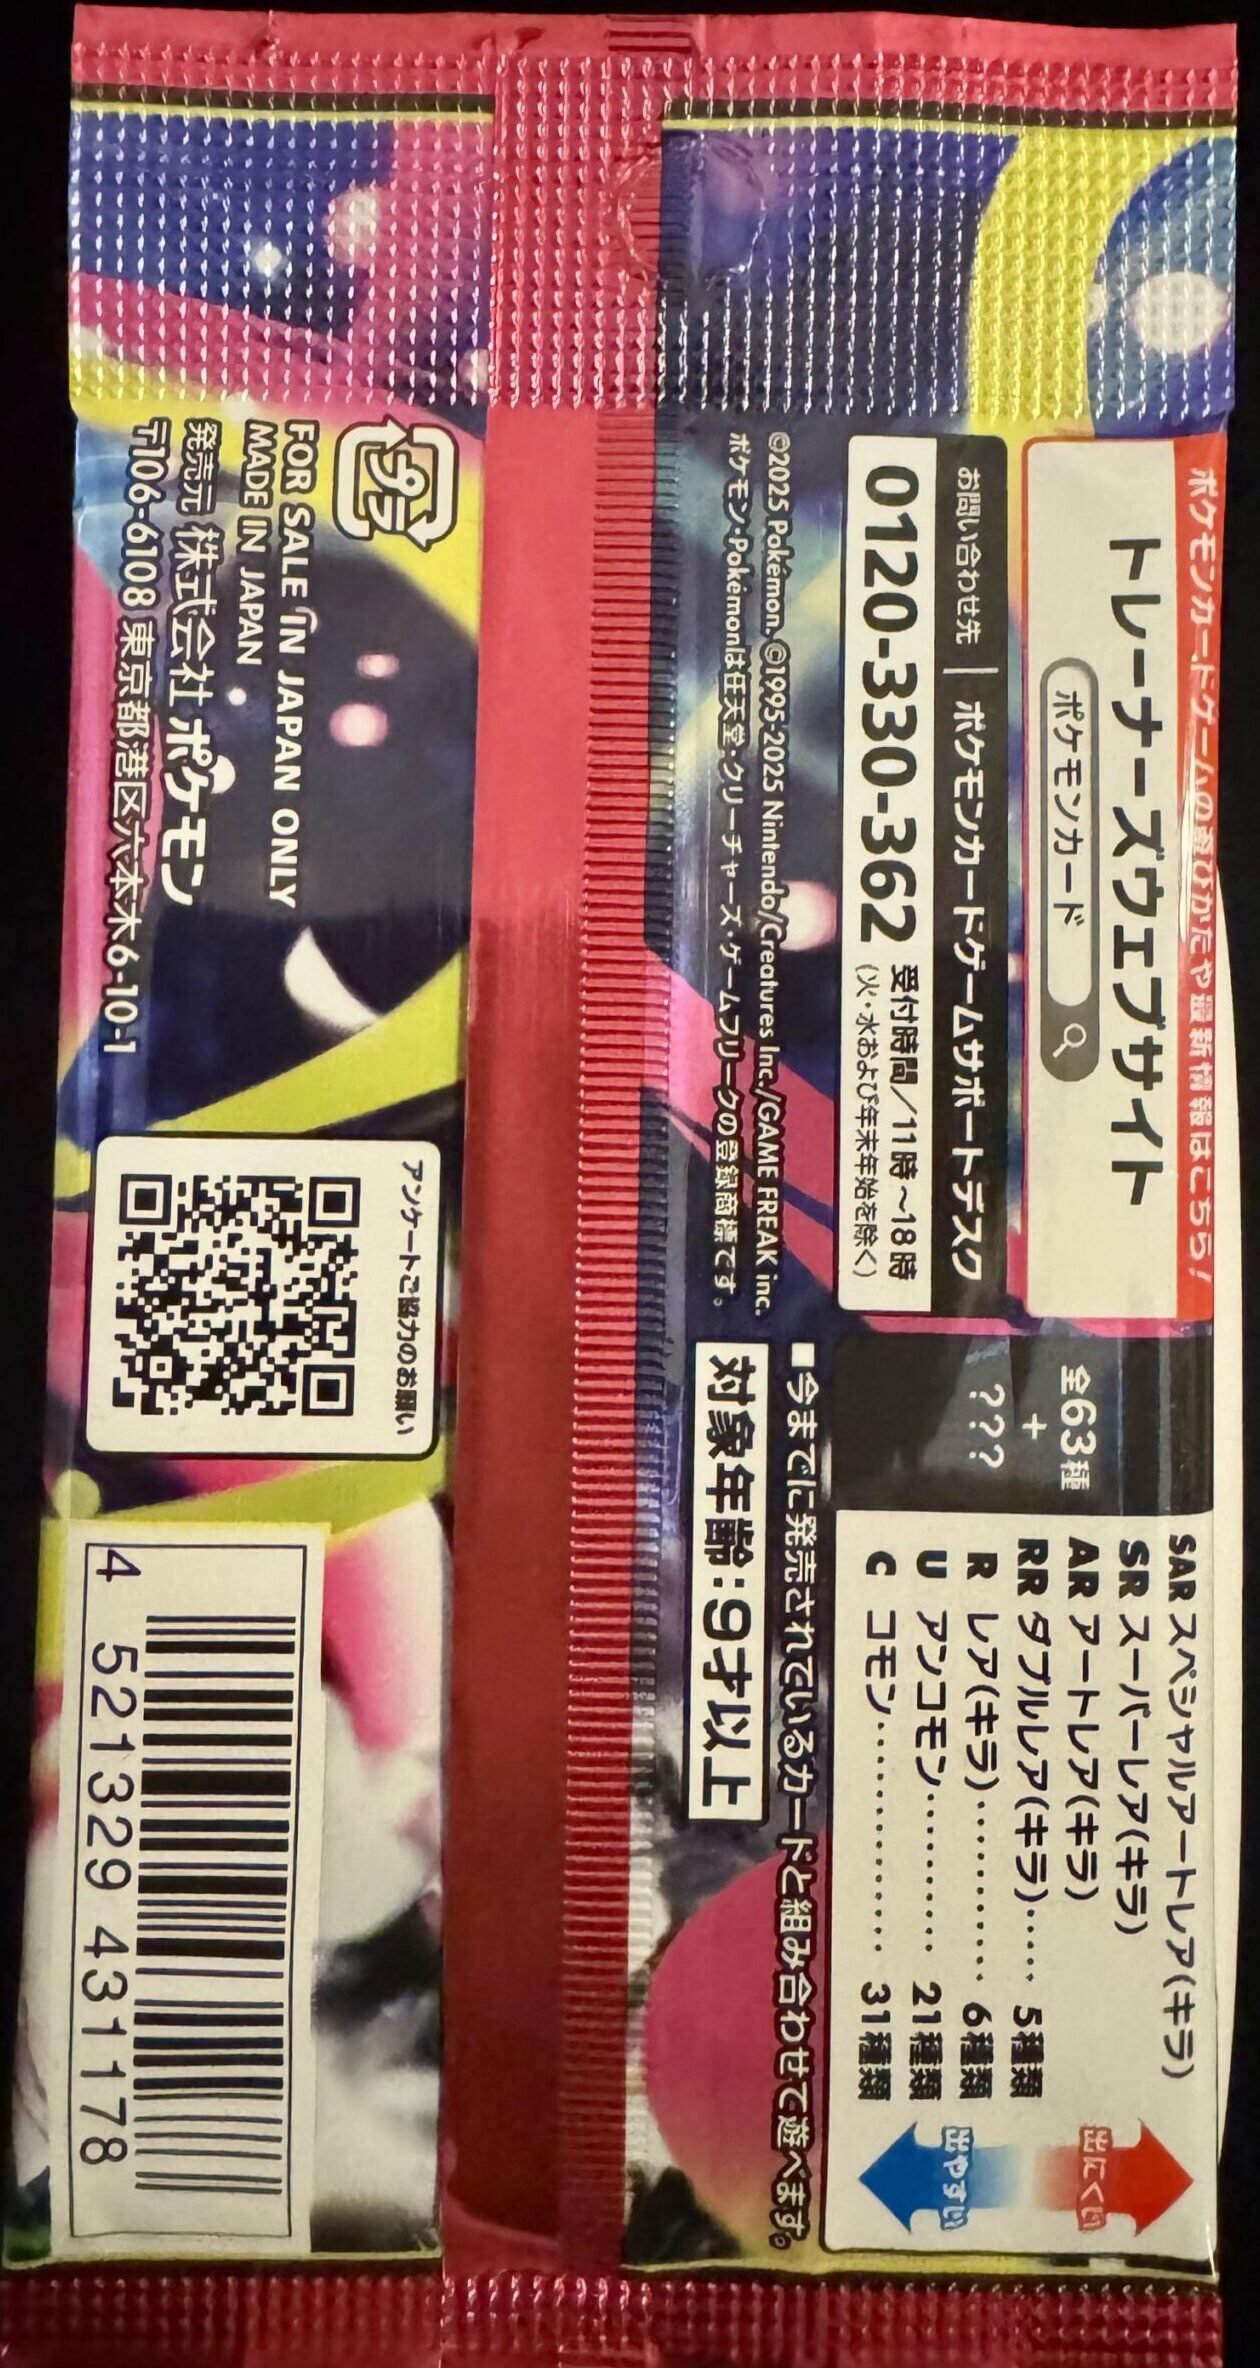 ポケモンカードゲームの遊びかたや最新情報はこちら!
トレーナーズウェブサイト
ポケモンカード
お問い合わせ先 | ポケモンカードゲームサポートデスク
0120-330-362 受付時間/11時~18時
(火・水および年末年始を除く)
©2025 Pokémon. ©1995-2025 Nintendo/Creatures Inc./GAME FREAK inc.
ポケモン・Pokémonは任天堂・クリーチャーズ・ゲームフリークの登録商標です。
全63種
+
???
SAR スペシャルアートレア(キラ)
SR スーパーレア(キラ)
AR アートレア(キラ)
RR ダブルレア(キラ)‥‥ 5種類
R レア(キラ)‥‥‥‥‥‥ 6種類
U アンコモン‥‥‥‥‥‥ 21種類
C コモン‥‥‥‥‥‥‥‥ 31種類
出にくい
出やすい
■今までに発売されているカードと組み合わせて遊べます。
対象年齢:9才以上
プラ
FOR SALE IN JAPAN ONLY
MADE IN JAPAN
発売元 株式会社ポケモン
〒106-6108 東京都港区六本木6-10-1
アンケートご協力のお願い
4 521329 431178